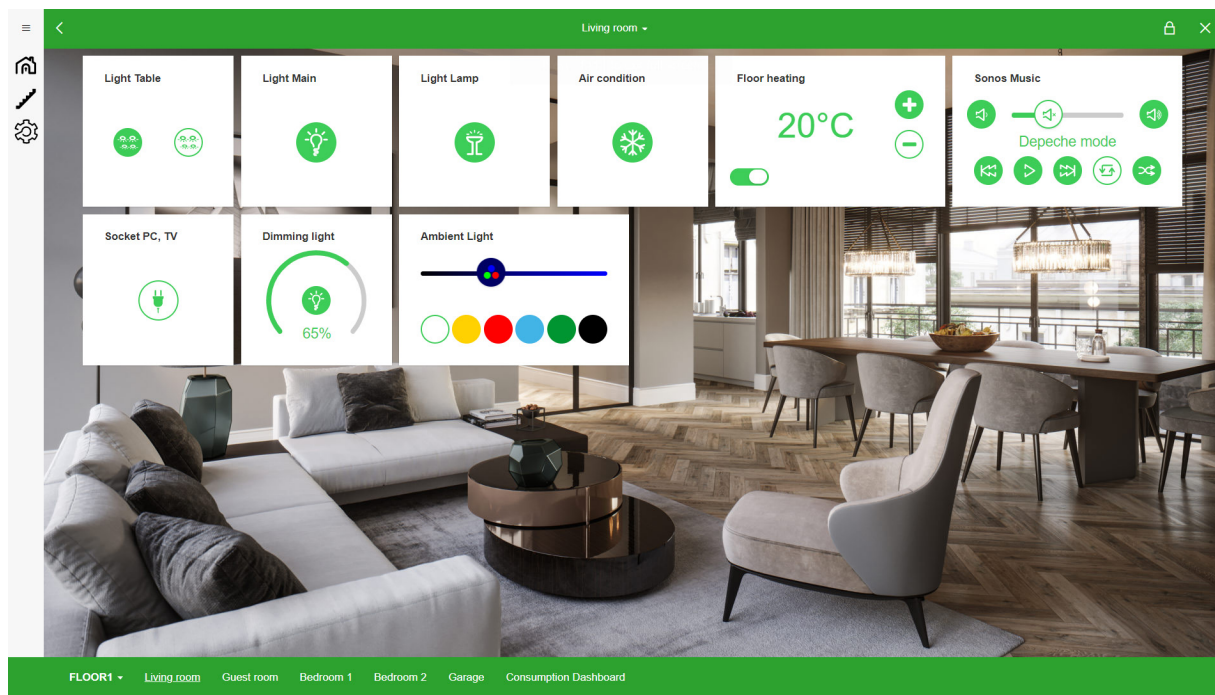 Living room
Light Table
Light Main
Light Lamp
Air condition
Floor heating
Sonos Music
20°C
Depeche mode
Socket PC, TV
Dimming light
Ambient Light
65%
FLOOR1
Living room
Guest room
Bedroom 1
Bedroom 2
Garage
Consumption Dashboard